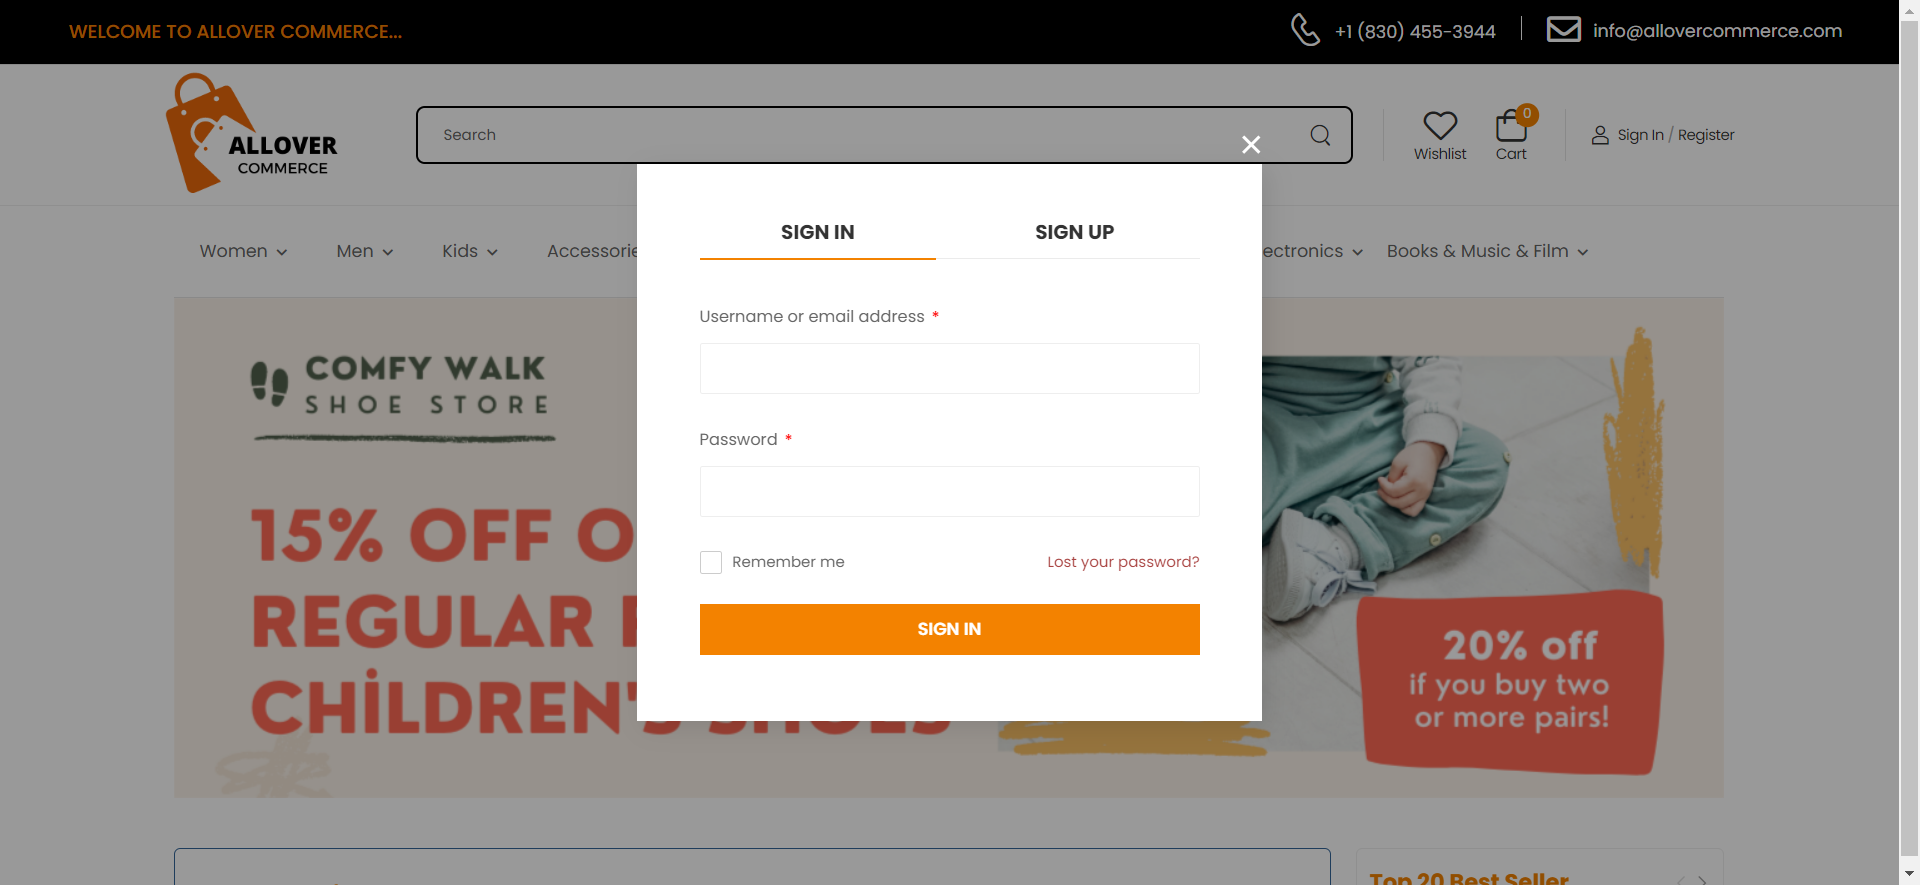 WELCOME TO ALLOVER COMMERCE...
+1 (830) 455-3944
info@allovercommerce.com
ALLOVER
COMMERCE
Search
Wishlist
0
Cart
Sign In / Register
Women
Men
Kids
Accessorie
ectronics
Books & Music & Film
SIGN IN
SIGN UP
Username or email address *
Password *
Remember me
Lost your password?
SIGN IN
COMFY WALK
SHOE STORE
15% OFF O
REGULAR
CHİLDREN'S SHOES
20% off
if you buy two
or more pairs!
Top 20 Best Seller